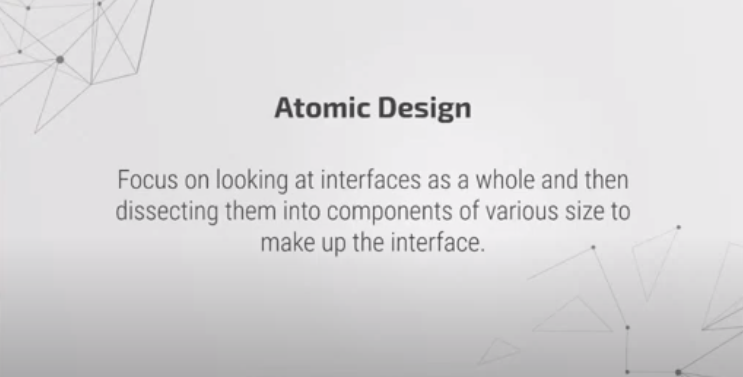 Atomic Design
Focus on looking at interfaces as a whole and then
dissecting them into components of various size to
make up the interface.